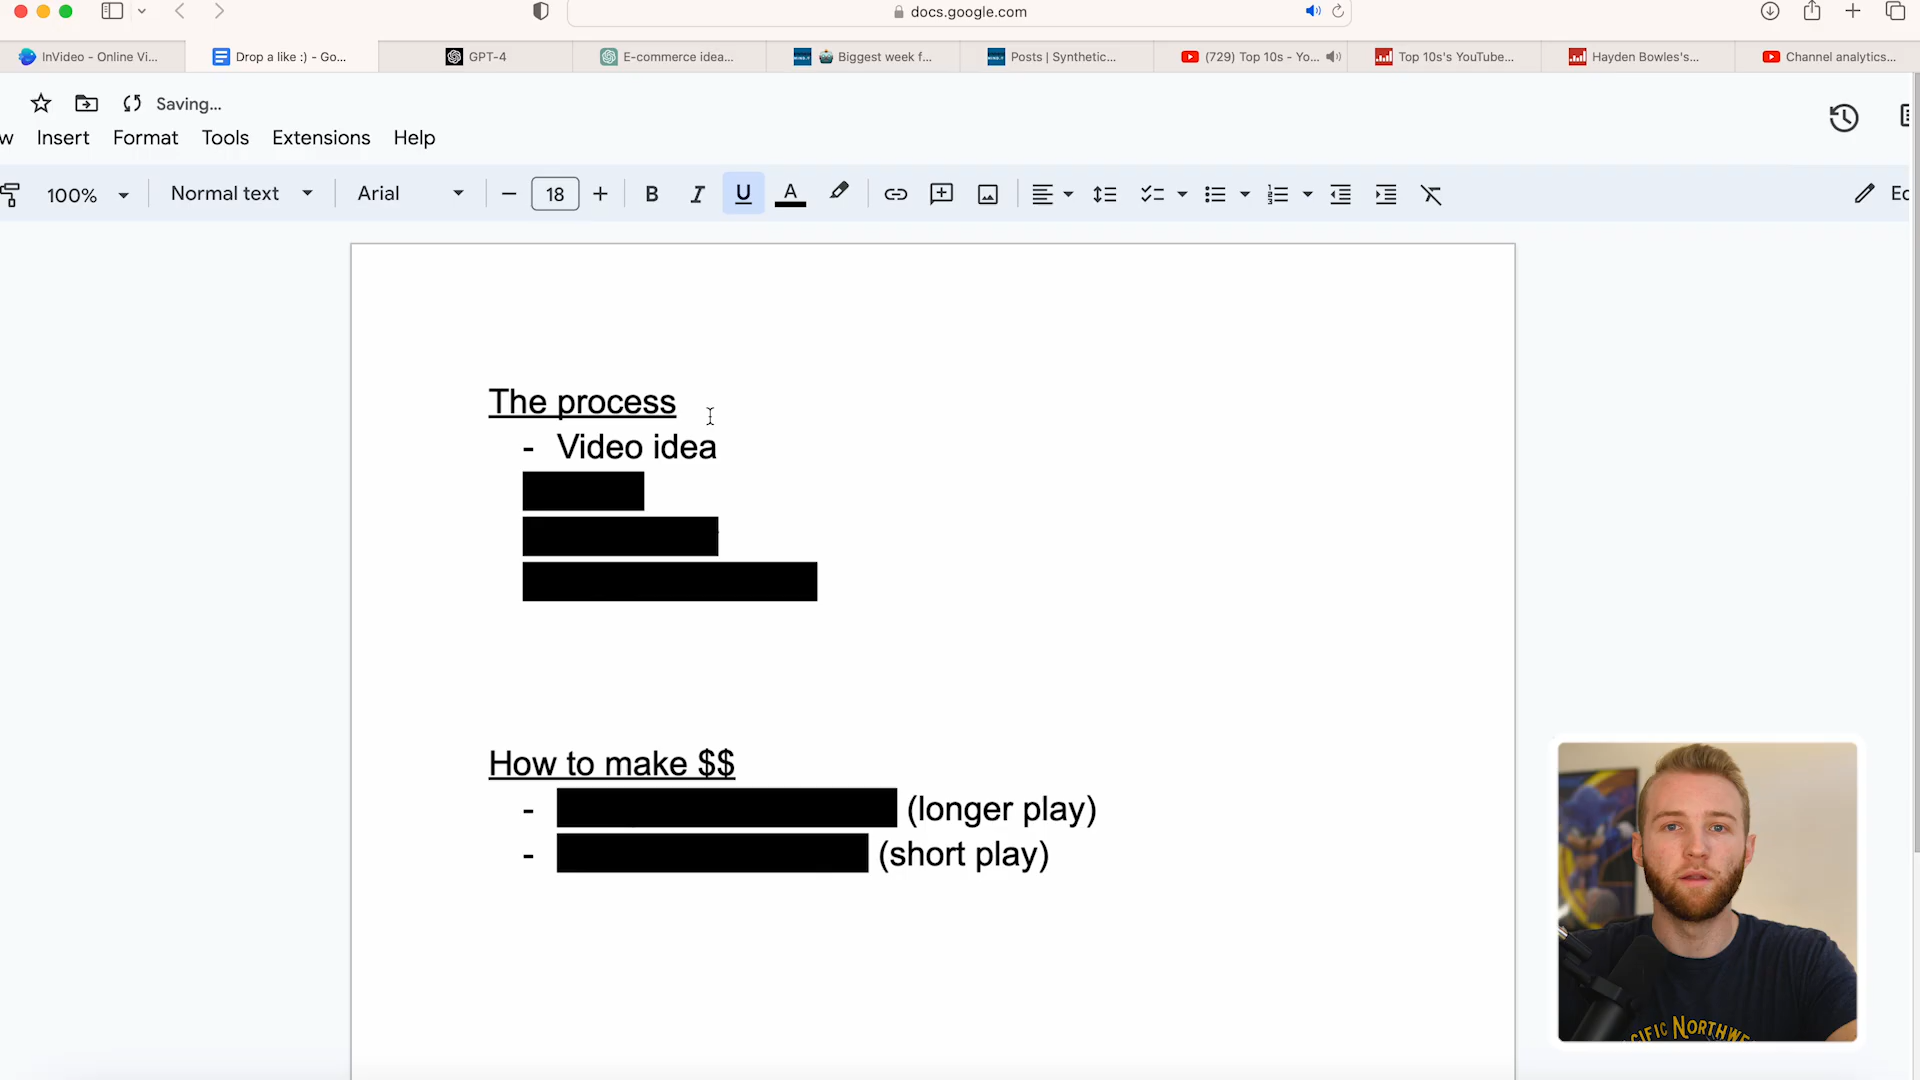 docs.google.com
InVideo - Online Vi...
Drop a like :) - Go...
GPT-4
E-commerce idea...
Biggest week f...
Posts | Synthetic...
(729) Top 10s - Yo...
Top 10s's YouTube...
Hayden Bowles's...
Channel analytics...
Saving...
w Insert Format Tools Extensions Help
100% Normal text Arial 18 B I U A
The process
- Video idea
How to make $$
- (longer play)
- (short play)
CIFIC NORTHWE